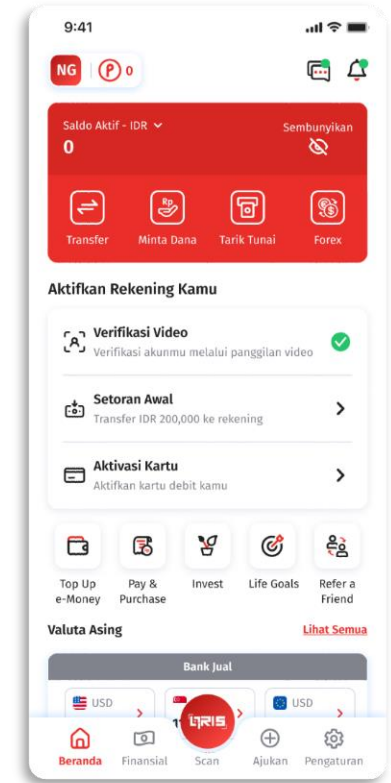 9:41
NG
P 0
Saldo Aktif - IDR
Sembunyikan
0
Rp
Transfer
Minta Dana
Tarik Tunai
Forex
Aktifkan Rekening Kamu
Verifikasi Video
Verifikasi akunmu melalui panggilan video
Setoran Awal
Transfer IDR 200,000 ke rekening
Aktivasi Kartu
Aktifkan kartu debit kamu
Top Up
e-Money
Pay &
Purchase
Invest
Life Goals
Refer a
Friend
Valuta Asing
Lihat Semua
Bank Jual
USD
USD
Beranda
Finansial
Scan
Ajukan
Pengaturan